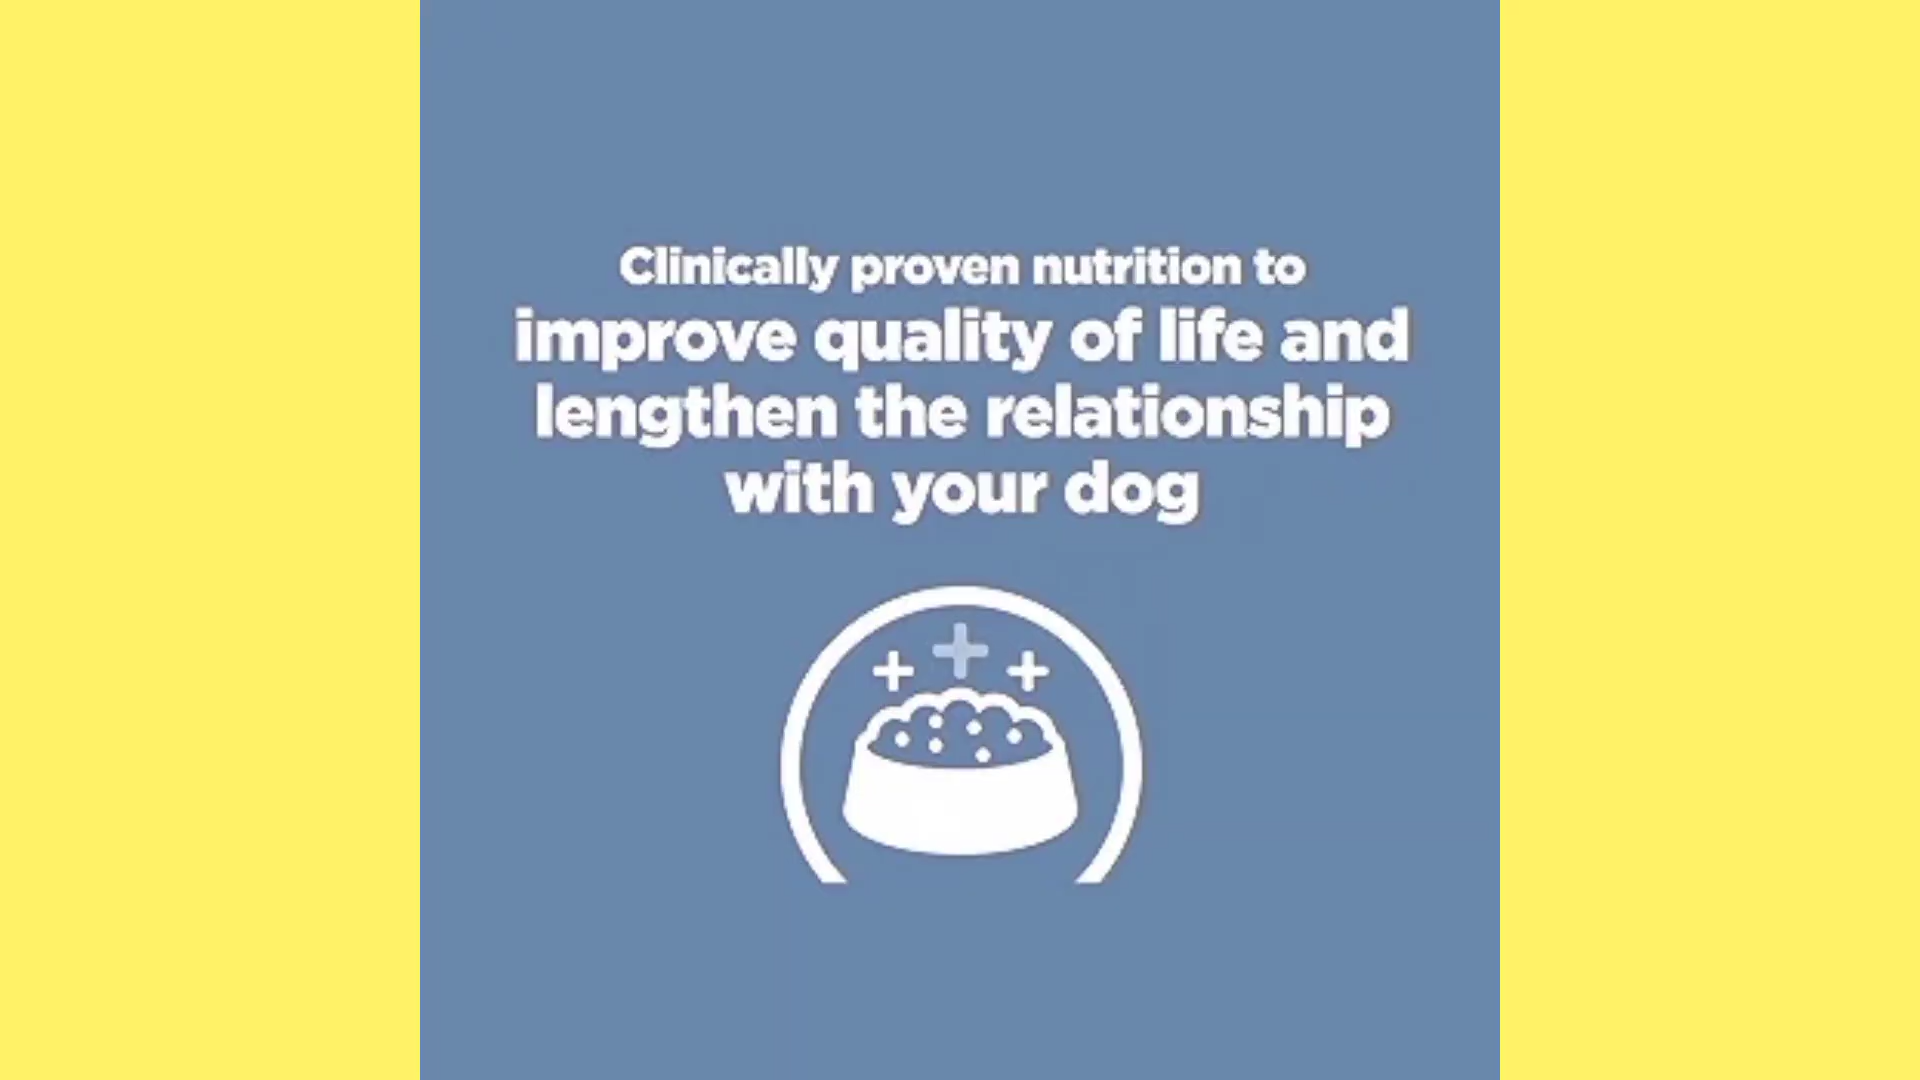 Clinically proven nutrition to
improve quality of life and
lengthen the relationship
with your dog